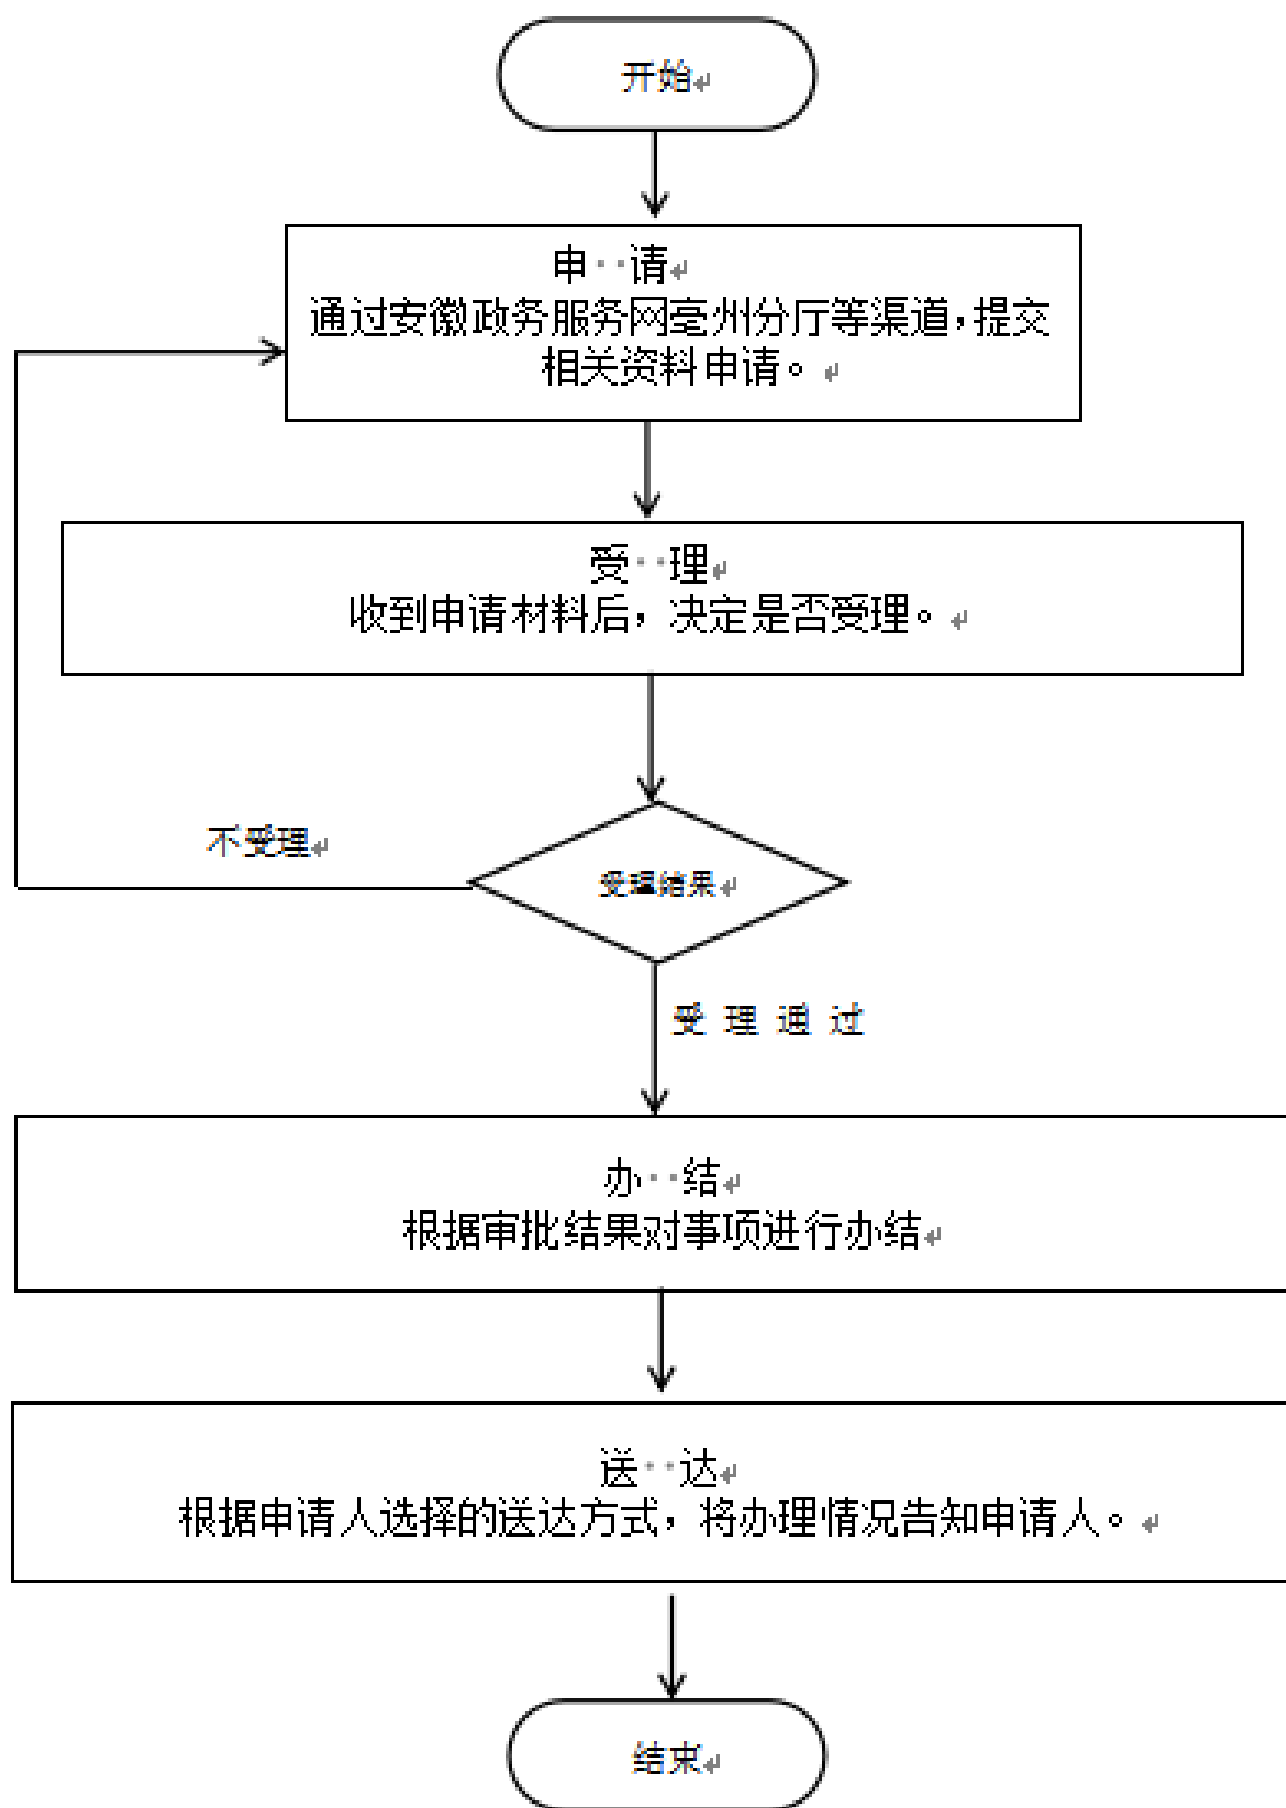 开始
申 请
通过安徽政务服务网亳州分厅等渠道，提交
相关资料申请。
受 理
收到申请材料后，决定是否受理。
不受理
受理结果
受 理 通 过
办 结
根据审批结果对事项进行办结
送 达
根据申请人选择的送达方式，将办理情况告知申请人。
结束